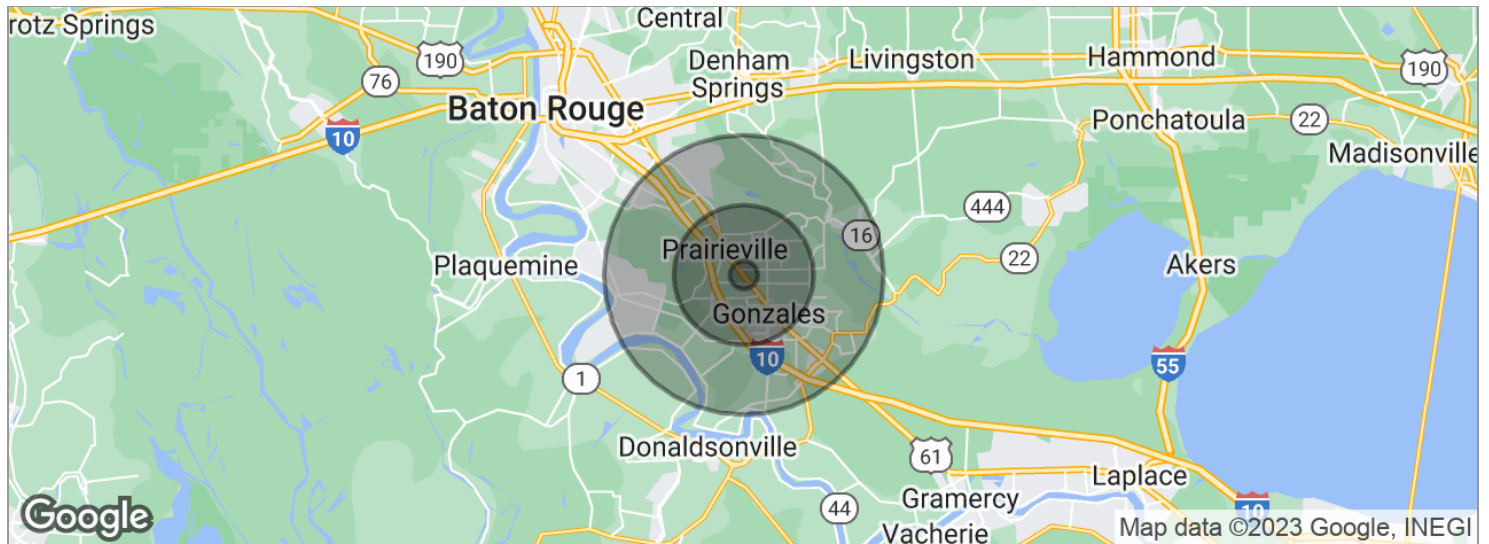 rotz Springs
Central
190
Denham
Springs
Livingston
Hammond
190
76
Baton Rouge
10
Ponchatoula
22
Madisonville
444
16
Prairieville
22
Plaquemine
Akers
Gonzales
10
55
1
Donaldsonville
61
Laplace
Gramercy
44
10
Vacherie
Google
Map data ©2023 Google, INEGI